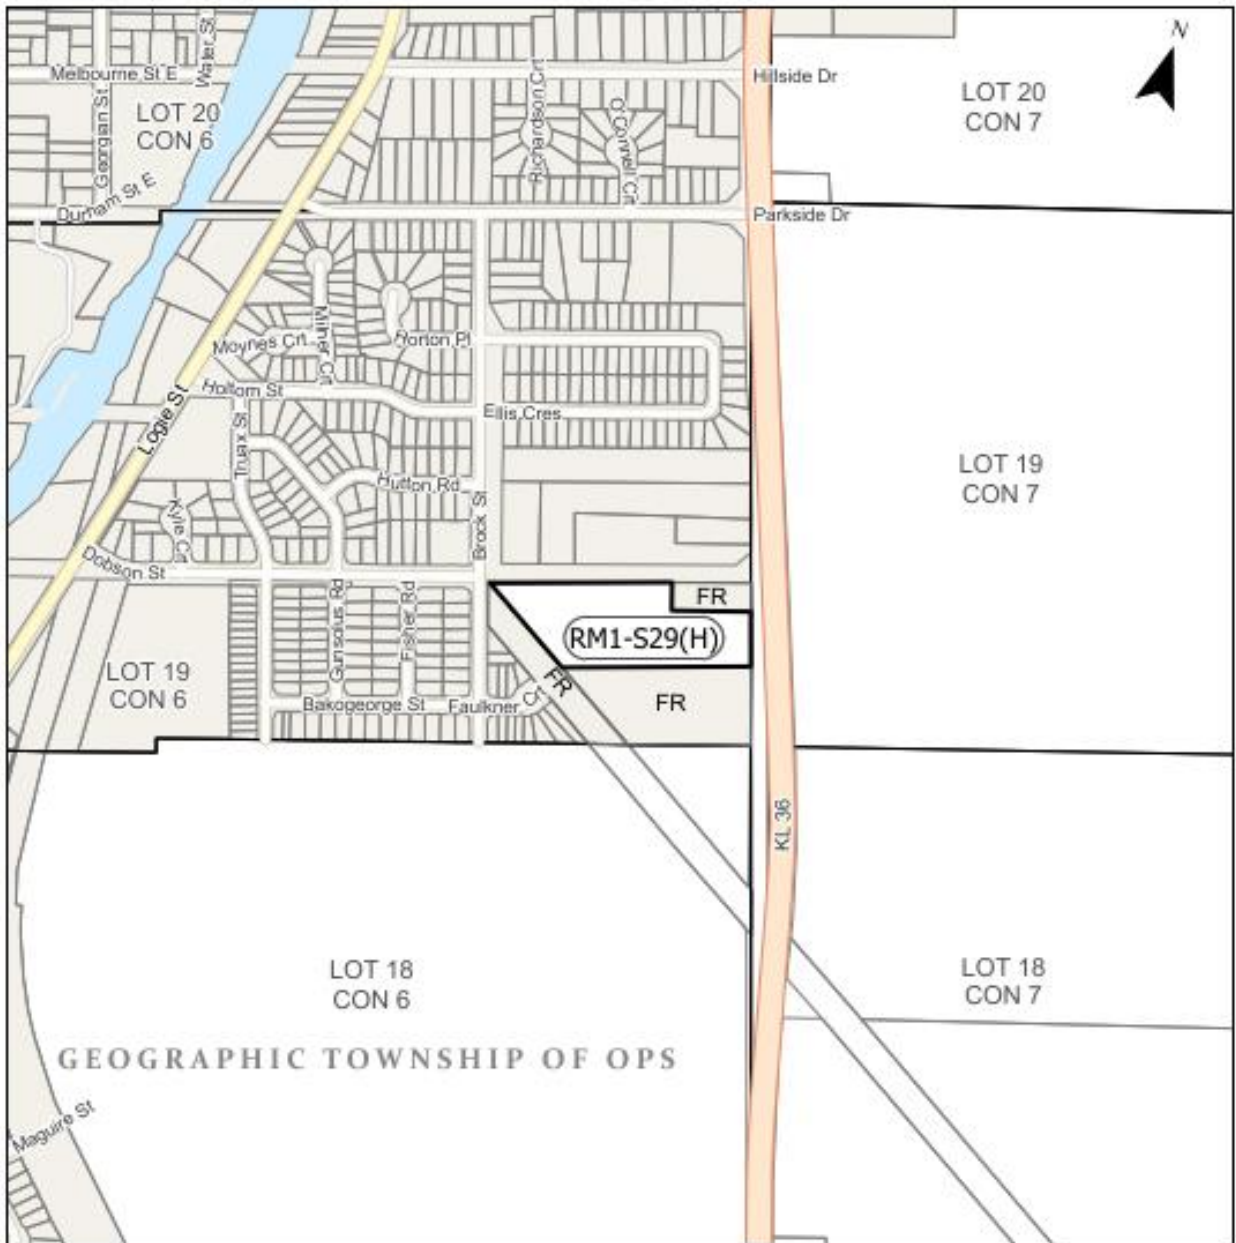 N
Melbourne St E
Water St
Hillside Dr
LOT 20
CON 6
Georgian St
Richardson Crt
O'Connell Crt
LOT 20
CON 7
Durham St E
Parkside Dr
Milner Crt
Moynes Crt
Horton Pl
Holtom St
Ellis Cres
Logie St
Truax St
Hutton Rd
LOT 19
CON 7
Kyle Crt
Brock St
Dobson St
Gunsolus Rd
Fisher Rd
FR
RM1-S29(H)
LOT 19
CON 6
FR
FR
Bakogeorge St
Faulkner Crt
KL 36
LOT 18
CON 6
LOT 18
CON 7
GEOGRAPHIC TOWNSHIP OF OPS
Maguire St